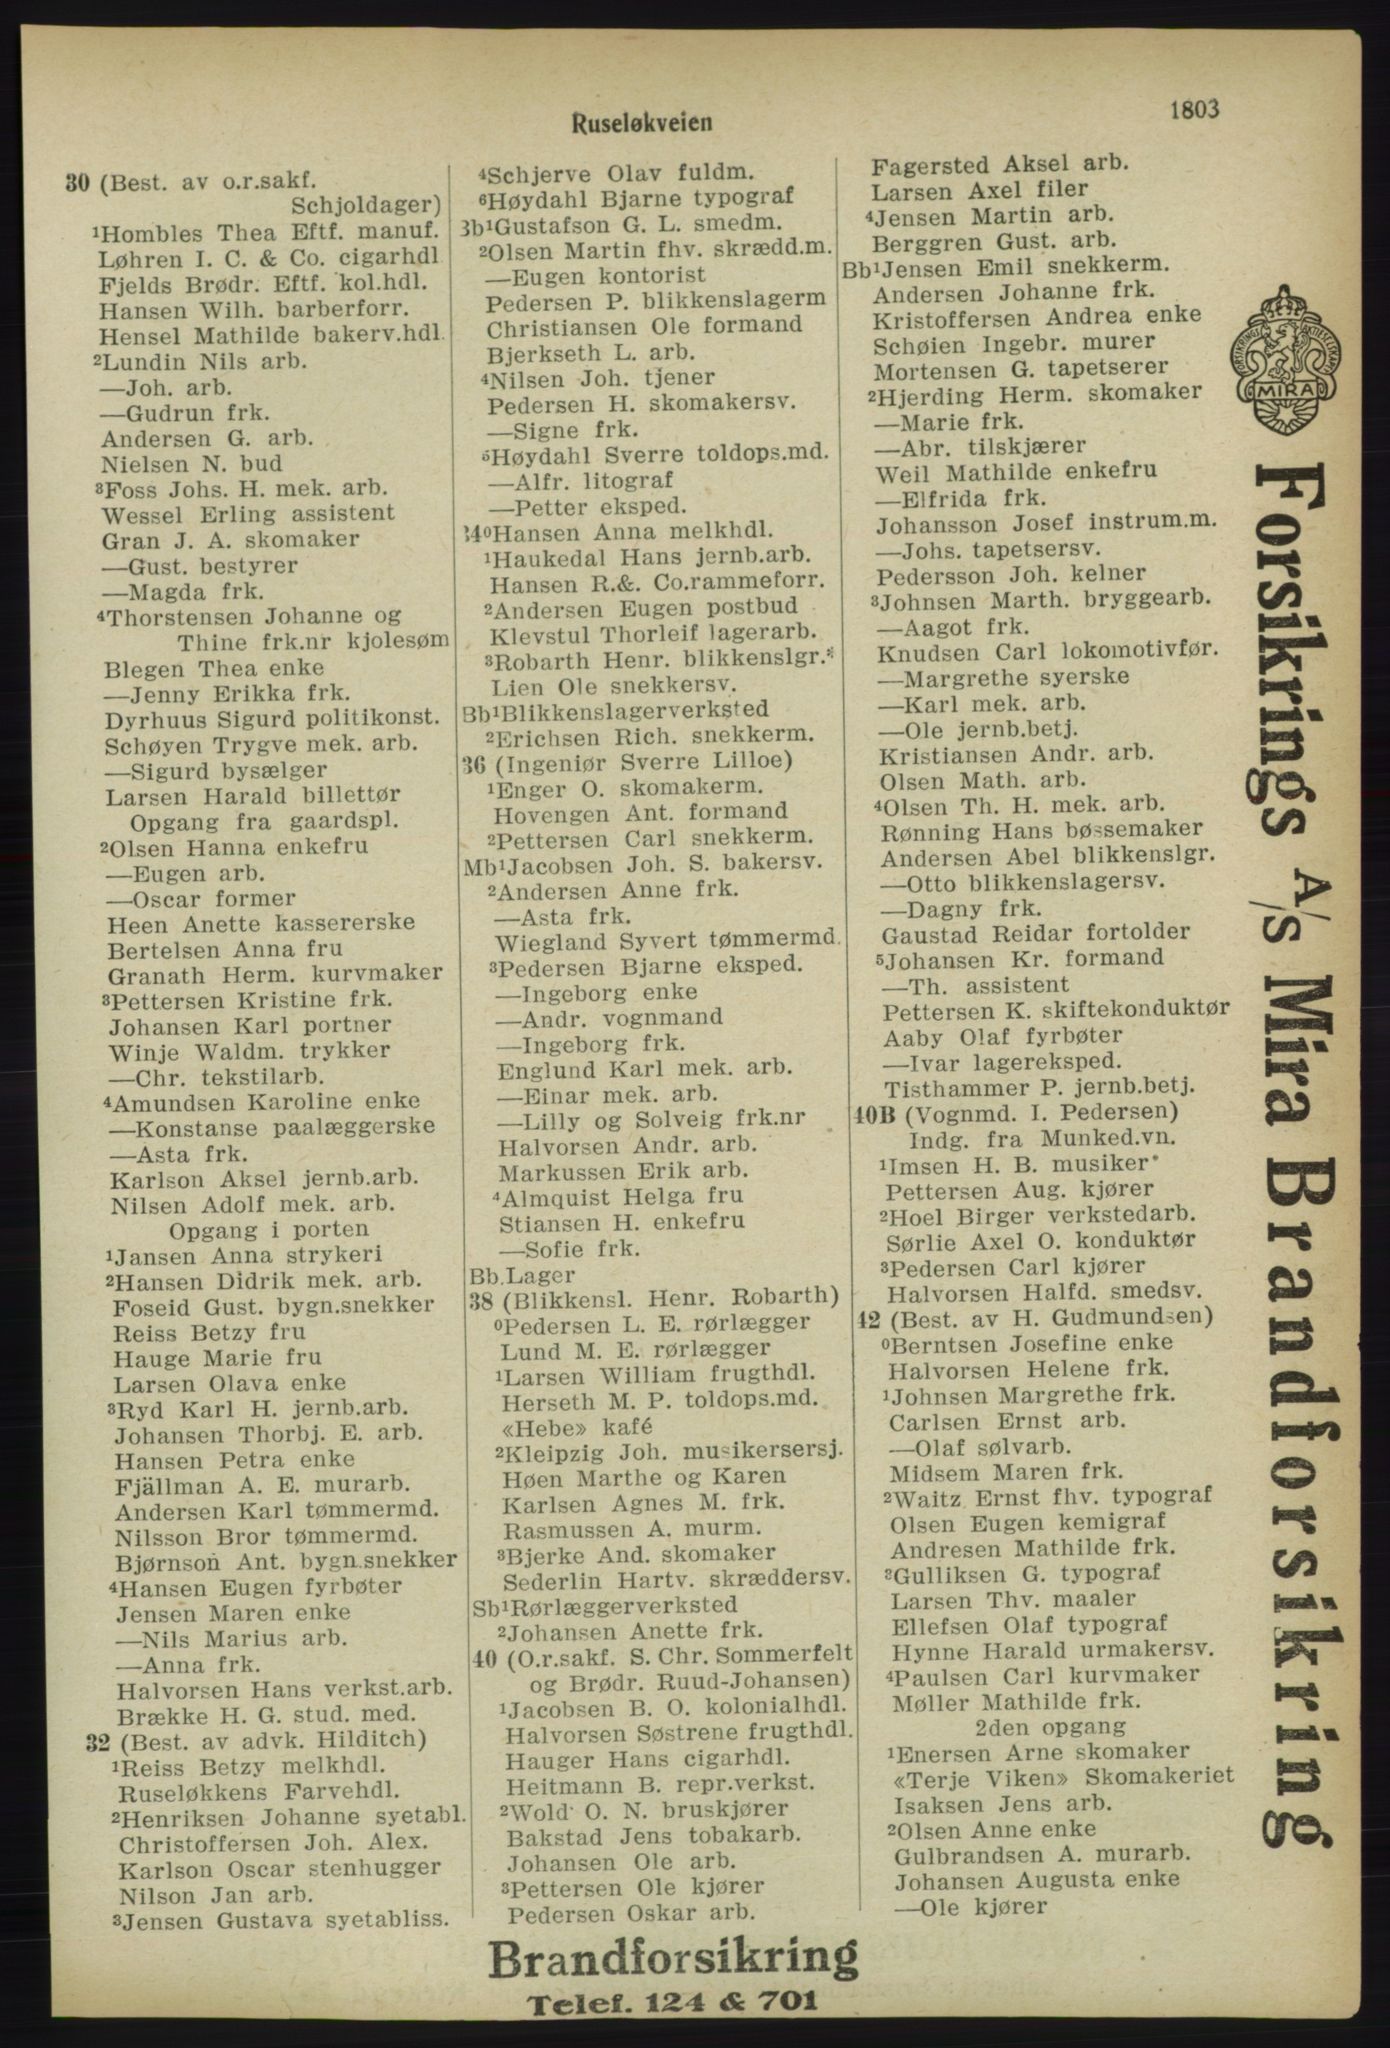 1803
Ruseløkveien
30 (Best. av o.r.sakf.
Schjoldager)
¹Hombles Thea Eftf. manuf.
Løhren I. C. & Co. cigarhdl
Fjelds Brødr. Eftf. kol.hdl.
Hansen Wilh. barberforr.
Hensel Mathilde bakerv.hdl.
²Lundin Nils arb.
—Joh. arb.
—Gudrun frk.
Andersen G. arb.
Nielsen N. bud
³Foss Johs. H. mek. arb.
Wessel Erling assistent
Gran J. A. skomaker
—Gust. bestyrer
—Magda frk.
⁴Thorstensen Johanne og
Thine frk.nr kjolesøm
Blegen Thea enke
—Jenny Erikka frk.
Dyrhuus Sigurd politikonst.
Schøyen Trygve mek. arb.
—Sigurd bysælger
Larsen Harald billettør
Opgang fra gaardspl.
²Olsen Hanna enkefru
—Eugen arb.
—Oscar former
Heen Anette kassererske
Bertelsen Anna fru
Granath Herm. kurvmaker
³Pettersen Kristine frk.
Johansen Karl portner
Winje Waldm. trykker
—Chr. tekstilarb.
⁴Amundsen Karoline enke
—Konstanse paalæggerske
—Asta frk.
Karlson Aksel jernb.arb.
Nilsen Adolf mek. arb.
Opgang i porten
¹Jansen Anna strykeri
²Hansen Didrik mek. arb.
Foseid Gust. bygn.snekker
Reiss Betzy fru
Hauge Marie fru
Larsen Olava enke
³Ryd Karl H. jernb.arb.
Johansen Thorbj. E. arb.
Hansen Petra enke
Fjällman A. E. murarb.
Andersen Karl tømmermd.
Nilsson Bror tømmermd.
Bjørnson Ant. bygn.snekker
⁴Hansen Eugen fyrbøter
Jensen Maren enke
—Nils Marius arb.
—Anna frk.
Halvorsen Hans verkst.arb.
Brække H. G. stud. med.
32 (Best. av advk. Hilditch)
¹Reiss Betzy melkhdl.
Ruseløkkens Farvehdl.
²Henriksen Johanne syetabl.
Christoffersen Joh. Alex.
Karlson Oscar stenhugger
Nilson Jan arb.
³Jensen Gustava syetabliss.
⁴Schjerve Olav fuldm.
⁶Høydahl Bjarne typograf
3b¹Gustafson G. L. smedm.
²Olsen Martin fhv. skrædd.m.
—Eugen kontorist
Pedersen P. blikkenslagerm
Christiansen Ole formand
Bjerkseth L. arb.
⁴Nilsen Joh. tjener
Pedersen H. skomakersv.
—Signe frk.
⁵Høydahl Sverre toldops.md.
—Alfr. litograf
—Petter eksped.
34⁰Hansen Anna melkhdl.
¹Haukedal Hans jernb.arb.
Hansen R.&. Co.rammeforr.
²Andersen Eugen postbud
Klevstul Thorleif lagerarb.
³Robarth Henr. blikkenslgr.*
Lien Ole snekkersv.
Bb¹Blikkenslagerverksted
²Erichsen Rich. snekkerm.
36 (Ingeniør Sverre Lilloe)
¹Enger O. skomakerm.
Hovengen Ant. formand
²Pettersen Carl snekkerm.
Mb¹Jacobsen Joh. S. bakersv.
²Andersen Anne frk.
—Asta frk.
Wiegland Syvert tømmermd.
³Pedersen Bjarne eksped.
—Ingeborg enke
—Andr. vognmand
—Ingeborg frk.
Englund Karl mek. arb.
—Einar mek. arb.
—Lilly og Solveig frk.nr
Halvorsen Andr. arb.
Markussen Erik arb.
⁴Almquist Helga fru
Stiansen H. enkefru
—Sofie frk.
Bb.Lager
38 (Blikkensl. Henr. Robarth)
⁰Pedersen L. E. rørlægger
Lund M. E. rørlægger
¹Larsen William frugthdl.
Herseth M. P. toldops.md.
«Hebe» kafé
²Kleipzig Joh. musikersersj.
Høen Marthe og Karen
Karlsen Agnes M. frk.
Rasmussen A. murm.
³Bjerke And. skomaker
Sederlin Hartv. skræddersv.
Sb¹Rørlæggerverksted
²Johansen Anette frk.
40 (O.r.sakf. S. Chr. Sommerfelt
og Brødr. Ruud-Johansen)
¹Jacobsen B. O. kolonialhdl.
Halvorsen Søstrene frugthdl.
Hauger Hans cigarhdl.
Heitmann B. repr.verkst.
²Wold O. N. bruskjører
Bakstad Jens tobakarb.
Johansen Ole arb.
³Pettersen Ole kjører
Pedersen Oskar arb.
Fagersted Aksel arb.
Larsen Axel filer
⁴Jensen Martin arb.
Berggren Gust. arb.
Bb¹Jensen Emil snekkerm.
Andersen Johanne frk.
Kristoffersen Andrea enke
Schøien Ingebr. murer
Mortensen G. tapetserer
²Hjerding Herm. skomaker
—Marie frk.
—Abr. tilskjærer
Weil Mathilde enkefru
—Elfrida frk.
Johansson Josef instrum.m.
—Johs. tapetsersv.
Pedersson Joh. kelner
³Johnsen Marth. bryggearb.
—Aagot frk.
Knudsen Carl lokomotivfør.
—Margrethe syerske
—Karl mek. arb.
—Ole jernb.betj.
Kristiansen Andr. arb.
Olsen Math. arb.
⁴Olsen Th. H. mek. arb.
Rønning Hans bøssemaker
Andersen Abel blikkenslgr.
—Otto blikkenslagersv.
—Dagny frk.
Gaustad Reidar fortolder
⁵Johansen Kr. formand
—Th. assistent
Pettersen K. skiftekonduktør
Aaby Olaf fyrbøter
—Ivar lagereksped.
Tisthammer P. jernb.betj.
40B (Vognmd. I. Pedersen)
Indg. fra Munked.vn.
¹Imsen H. B. musiker*
Pettersen Aug. kjører
²Hoel Birger verkstedarb.
Sørlie Axel O. konduktør
³Pedersen Carl kjører
Halvorsen Halfd. smedsv.
42 (Best. av H. Gudmundsen)
⁰Berntsen Josefine enke
Halvorsen Helene frk.
¹Johnsen Margrethe frk.
Carlsen Ernst arb.
—Olaf sølvarb.
Midsem Maren frk.
²Waitz Ernst fhv. typograf
Olsen Eugen kemigraf
Andresen Mathilde frk.
³Gulliksen G. typograf
Larsen Thv. maaler
Ellefsen Olaf typograf
Hynne Harald urmakersv.
⁴Paulsen Carl kurvmaker
Møller Mathilde frk.
2den opgang
¹Enersen Arne skomaker
«Terje Viken» Skomakeriet
Isaksen Jens arb.
²Olsen Anne enke
Gulbrandsen A. murarb.
Johansen Augusta enke
—Ole kjører
MIRA
Forsikrings A/S Mira Brandforsikring
Brandforsikring
Telef. 124 & 701